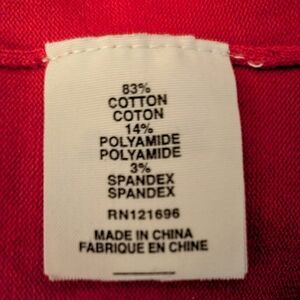 83%
COTTON
COTON
14%
POLYAMIDE
POLYAMIDE
3%
SPANDEX
SPANDEX
RN121696
MADE IN CHINA
FABRIQUE EN CHINE